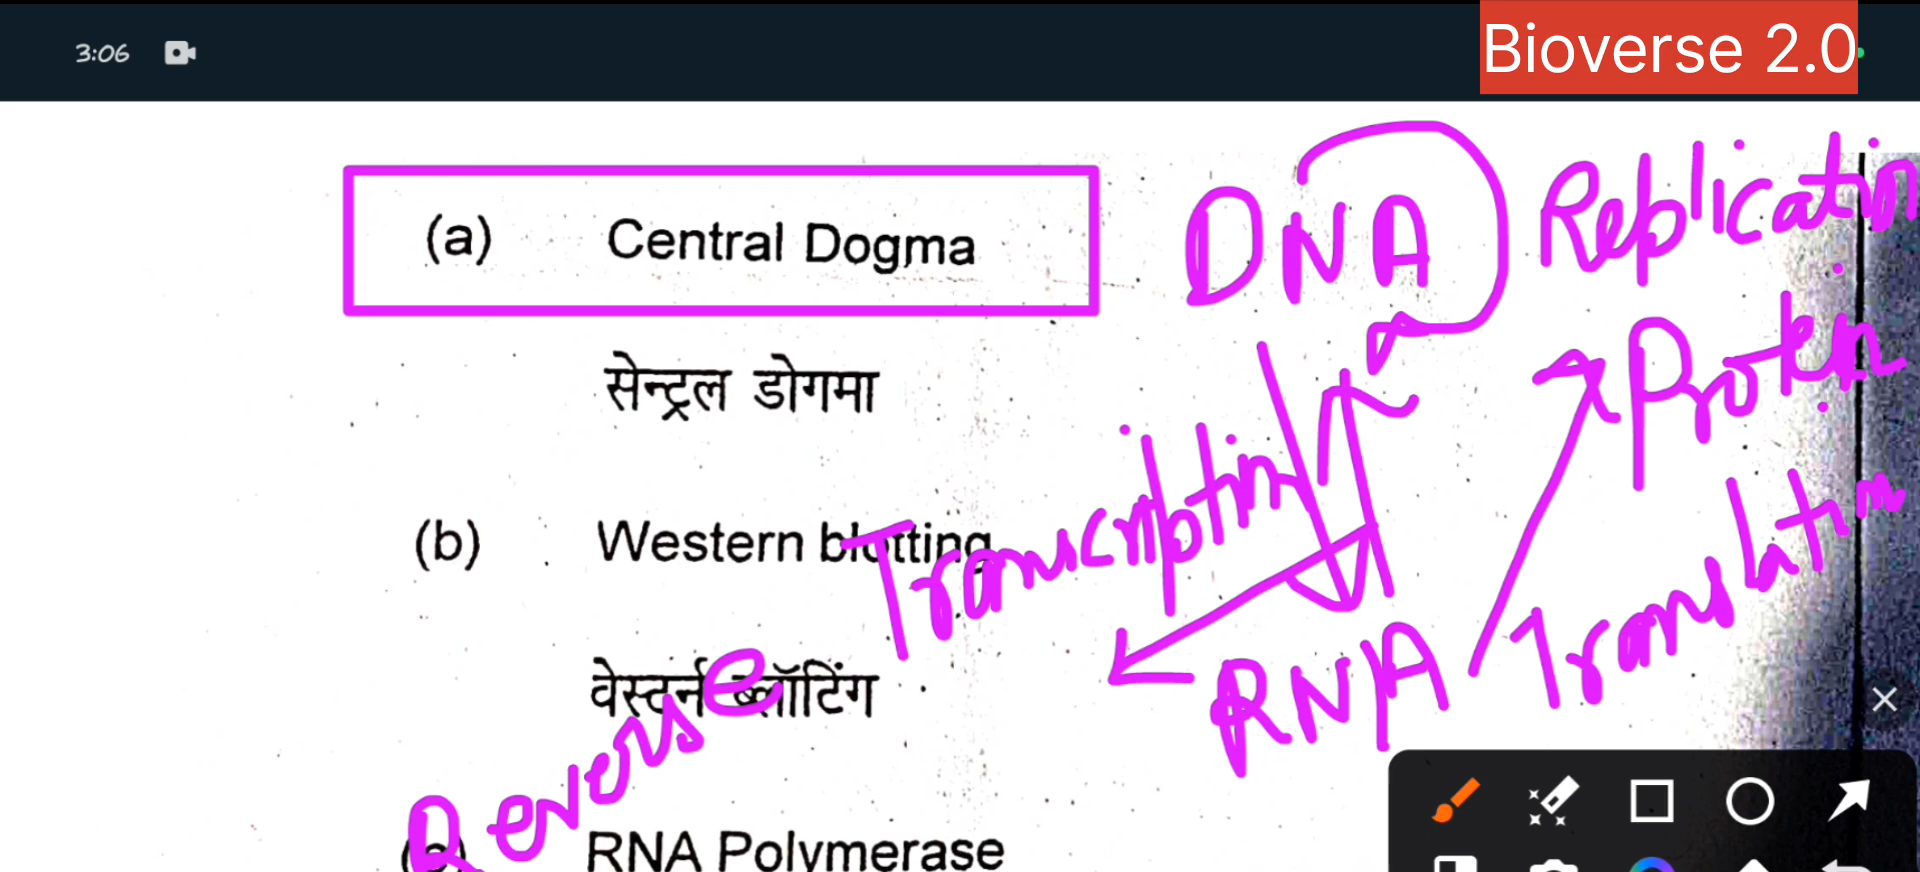 3:06
Bioverse 2.0
(a) Central Dogma
DNA Replication
सेन्ट्रल डोगमा
Protein
(b) Western blotting
Transcription
Translation
वेस्टर्न ब्लॉटिंग
RNA
Reverse
(c) RNA Polymerase